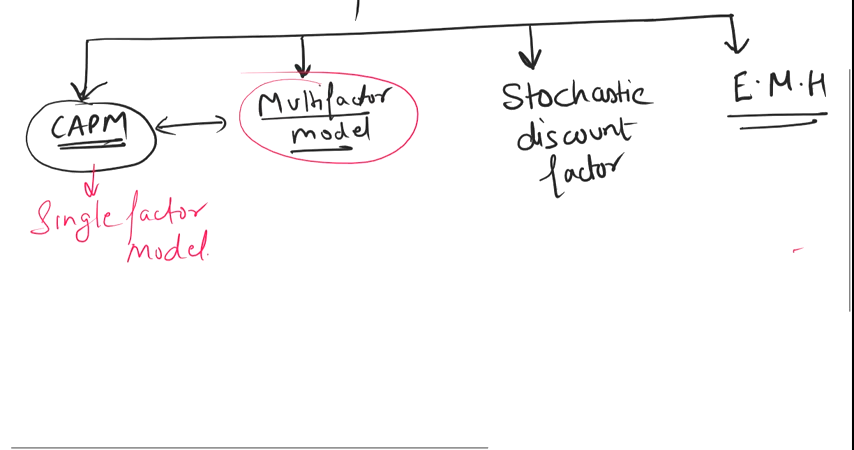 CAPM
Multifactor
model
Stochastic
discount
factor
E.M.H
Single factor
model.